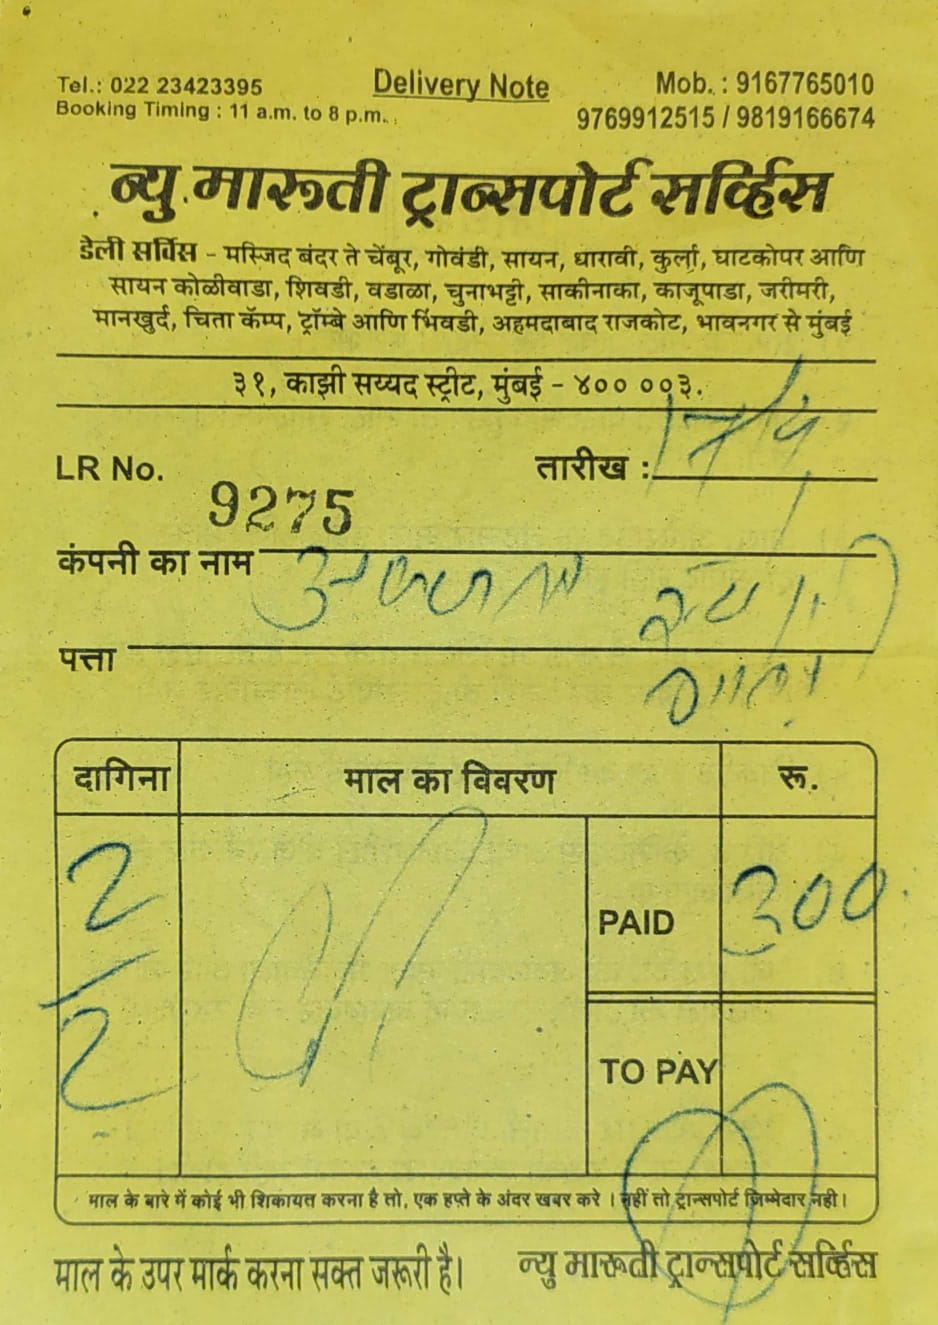 Tel.: 022 23423395
Delivery Note
Mob. : 9167765010
Booking Timing : 11 a.m. to 8 p.m.
9769912515 / 9819166674
न्यु मारूती ट्रान्सपोर्ट सर्व्हिस
डेली सर्विस - मस्जिद बंदर ते चेंबूर, गोवंडी, सायन, धारावी, कुर्ला, घाटकोपर आणि
सायन कोळीवाडा, शिवडी, वडाळा, चुनाभट्टी, साकीनाका, काजूपाडा, जरीमरी,
मानखुर्द, चिता कॅम्प, ट्रॉम्बे आणि भिंवडी, अहमदाबाद राजकोट, भावनगर से मुंबई
३१, काझी सय्यद स्ट्रीट, मुंबई - ४०० ००३.
LR No. 9275
तारीख :
कंपनी का नाम
पत्ता
दागिना माल का विवरण रू.
2
PAID 300
2
TO PAY
माल के बारे में कोई भी शिकायत करना है तो, एक हप्ते के अंदर खबर करे । नहीं तो ट्रान्सपोर्ट जिम्मेदार नही।
माल के उपर मार्क करना सक्त जरूरी है।
न्यु मारूती ट्रान्सपोर्ट सर्व्हिस